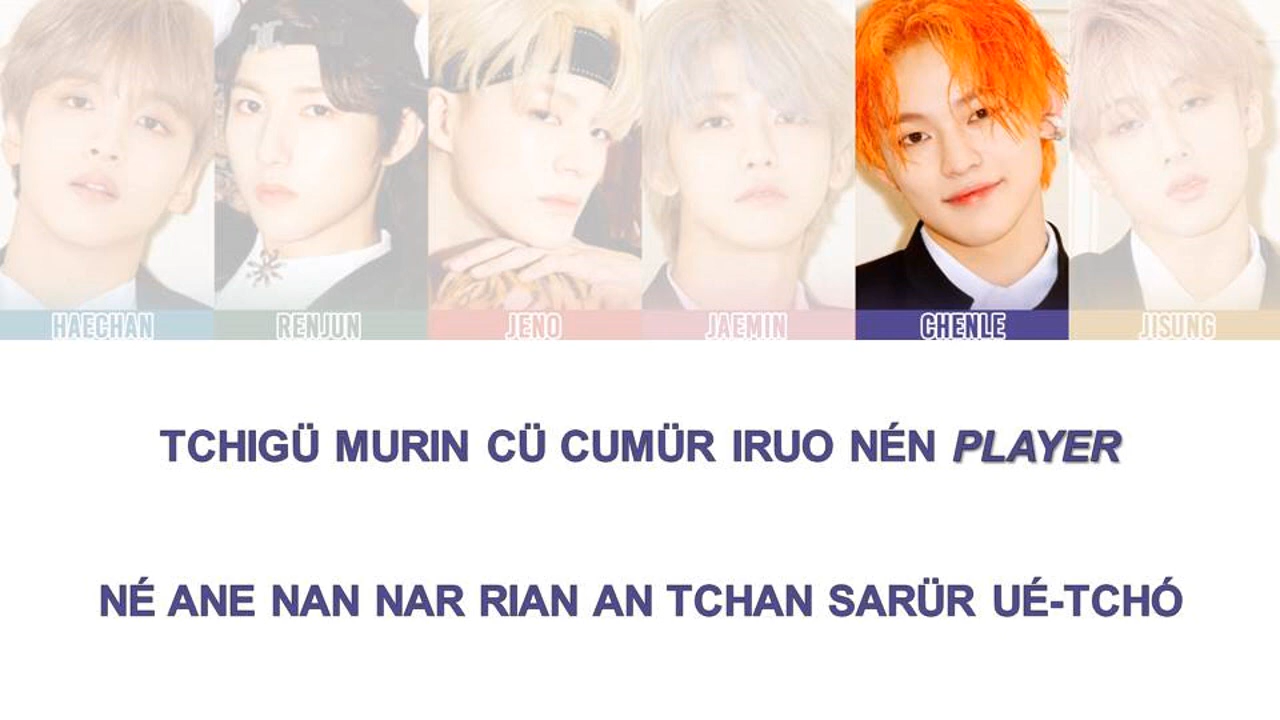 HAECHAN RENJUN JENO JAEMIN CHENLE JISUNG
TCHIGÜ MURIN CÜ CUMÜR IRUO NÉN PLAYER
NÉ ANE NAN NAR RIAN AN TCHAN SARÜR UÉ-TCHÓ